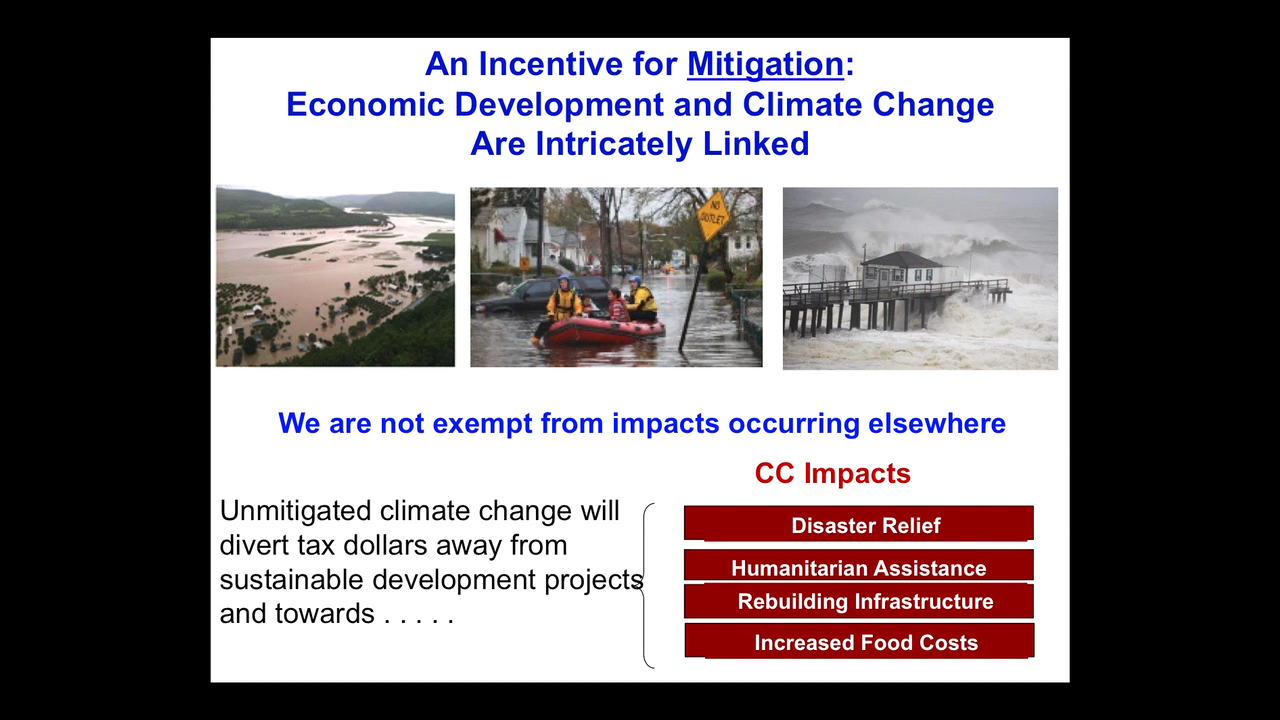 An Incentive for Mitigation:
Economic Development and Climate Change
Are Intricately Linked
NO
OUTLET
We are not exempt from impacts occurring elsewhere
CC Impacts
Unmitigated climate change will
divert tax dollars away from
sustainable development projects
and towards . . . . .
Disaster Relief
Humanitarian Assistance
Rebuilding Infrastructure
Increased Food Costs